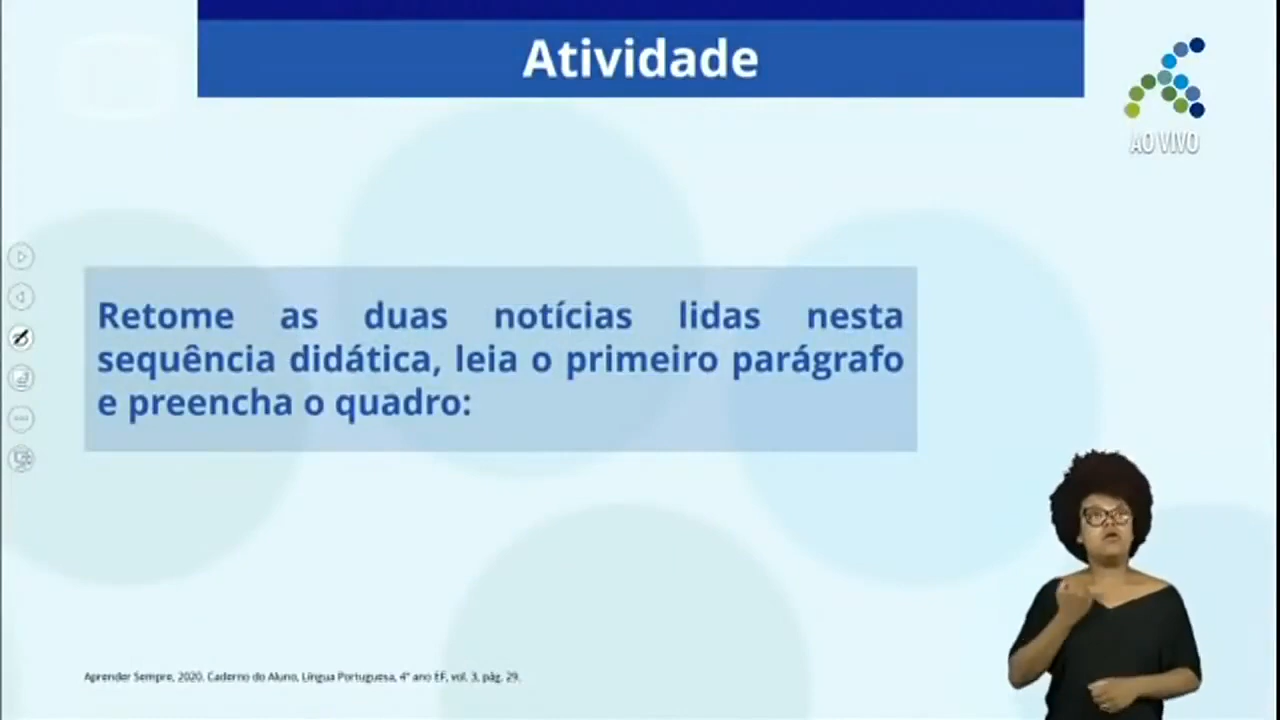 Atividade
AO VIVO
Retome as duas notícias lidas nesta
sequência didática, leia o primeiro parágrafo
e preencha o quadro:
Aprender Sempre, 2020. Caderno do Aluno, Língua Portuguesa, 4° ano EF, vol. 3, pág. 29.